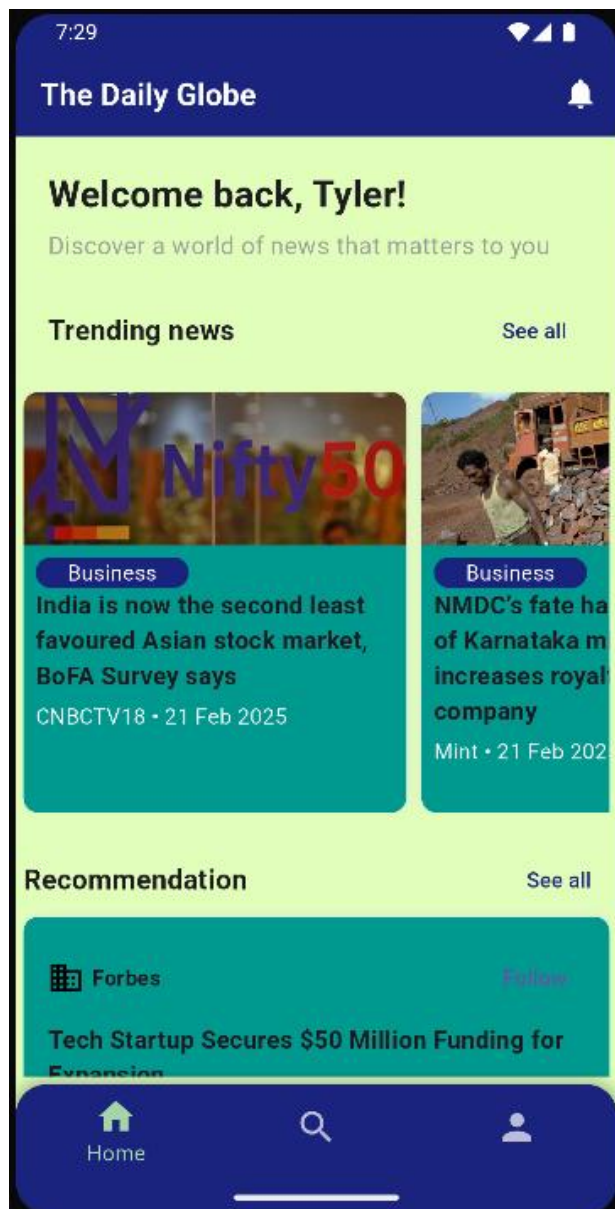 7:29
The Daily Globe
Welcome back, Tyler!
Discover a world of news that matters to you
Trending news
See all
Nifty50
Business
India is now the second least
favoured Asian stock market,
BoFA Survey says
CNBCTV18 • 21 Feb 2025
Business
NMDC's fate ha
of Karnataka m
increases royal
company
Mint • 21 Feb 202
Recommendation
See all
Forbes
Follow
Tech Startup Secures $50 Million Funding for
Expansion
Home